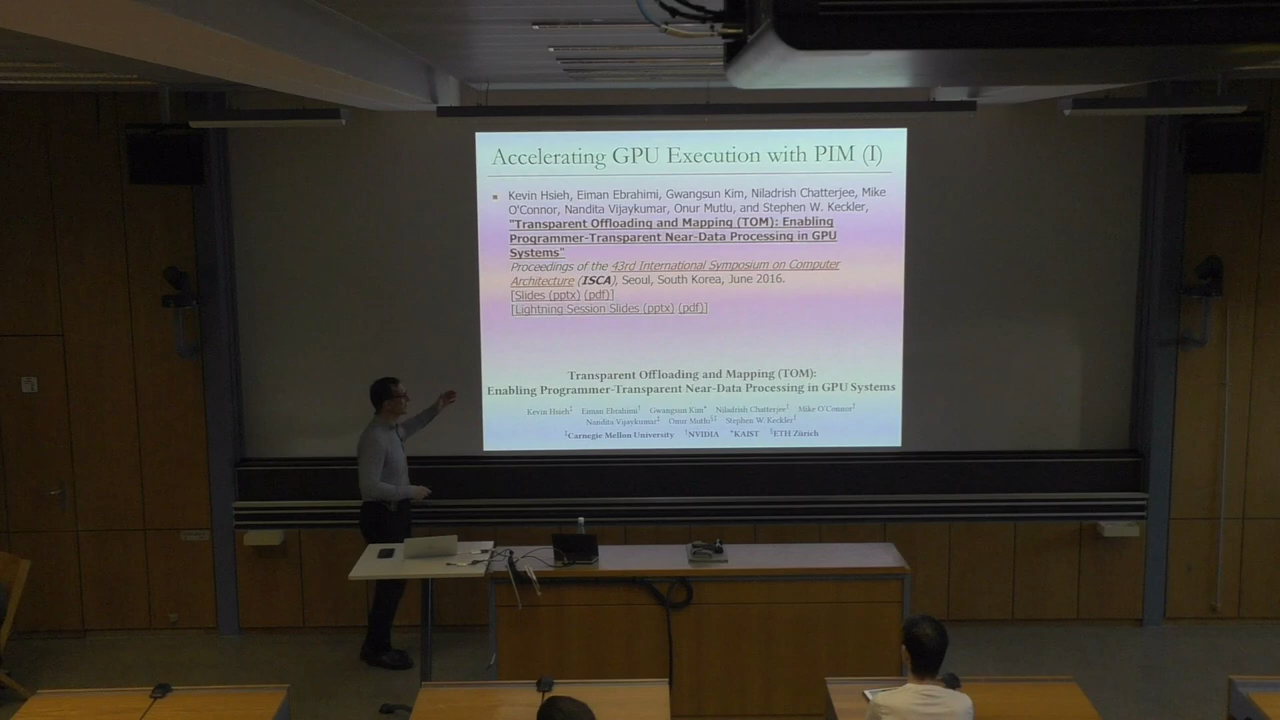 Accelerating GPU Execution with PIM (I)
Kevin Hsieh, Eiman Ebrahimi, Gwangsun Kim, Niladrish Chatterjee, Mike
O'Connor, Nandita Vijaykumar, Onur Mutlu, and Stephen W. Keckler,
"Transparent Offloading and Mapping (TOM): Enabling
Programmer-Transparent Near-Data Processing in GPU
Systems"
Proceedings of the 43rd International Symposium on Computer
Architecture (ISCA), Seoul, South Korea, June 2016.
[Slides (pptx) (pdf)]
[Lightning Session Slides (pptx) (pdf)]
Transparent Offloading and Mapping (TOM):
Enabling Programmer-Transparent Near-Data Processing in GPU Systems
Kevin Hsieh‡ Eiman Ebrahimi† Gwangsun Kim* Niladrish Chatterjee† Mike O'Connor†
Nandita Vijaykumar‡ Onur Mutlu§‡ Stephen W. Keckler†
‡Carnegie Mellon University †NVIDIA *KAIST §ETH Zürich